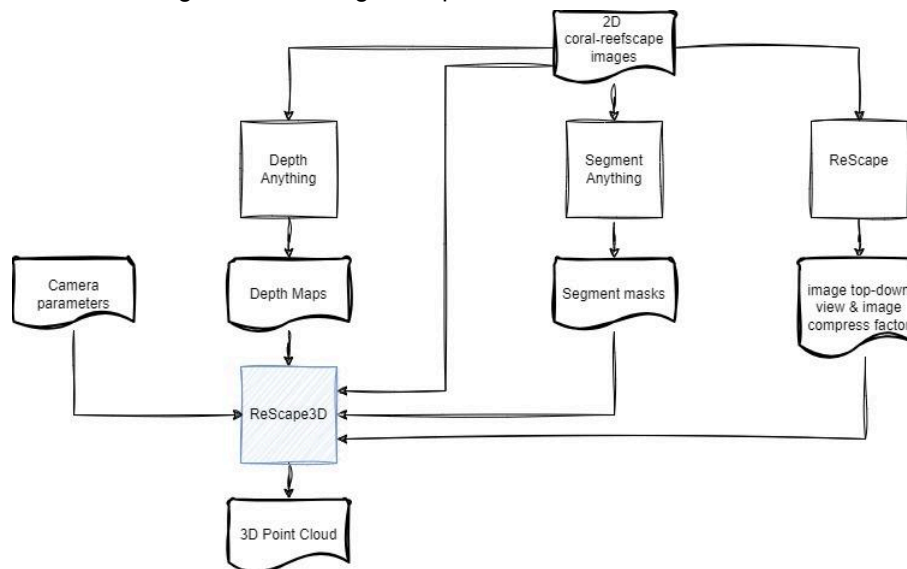 2D
coral-reefscape
images
Depth
Anything
Segment
Anything
ReScape
Camera
parameters
Depth Maps
Segment masks
image top-down
view & image
compress factor
ReScape3D
3D Point Cloud